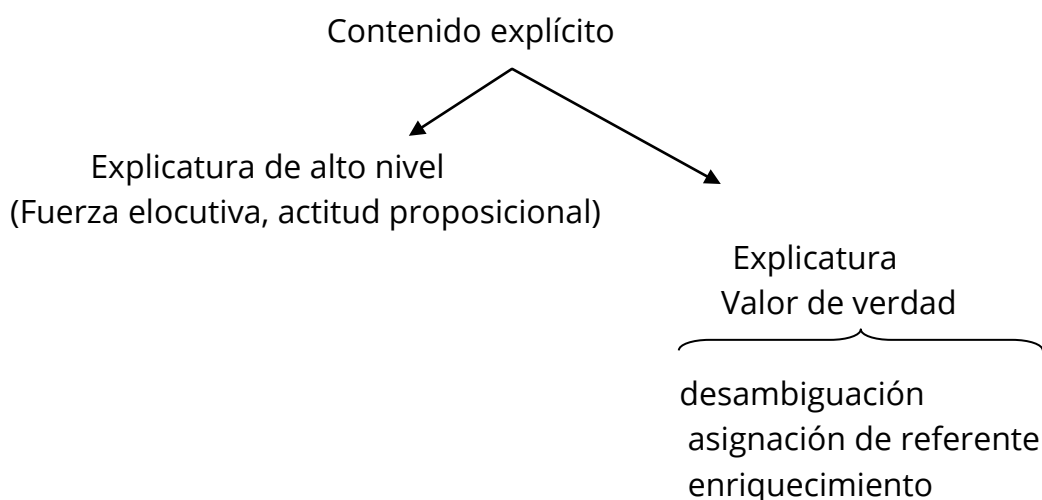 Contenido explícito
Explicatura de alto nivel
(Fuerza elocutiva, actitud proposicional)
Explicatura
Valor de verdad
desambiguación
asignación de referente
enriquecimiento